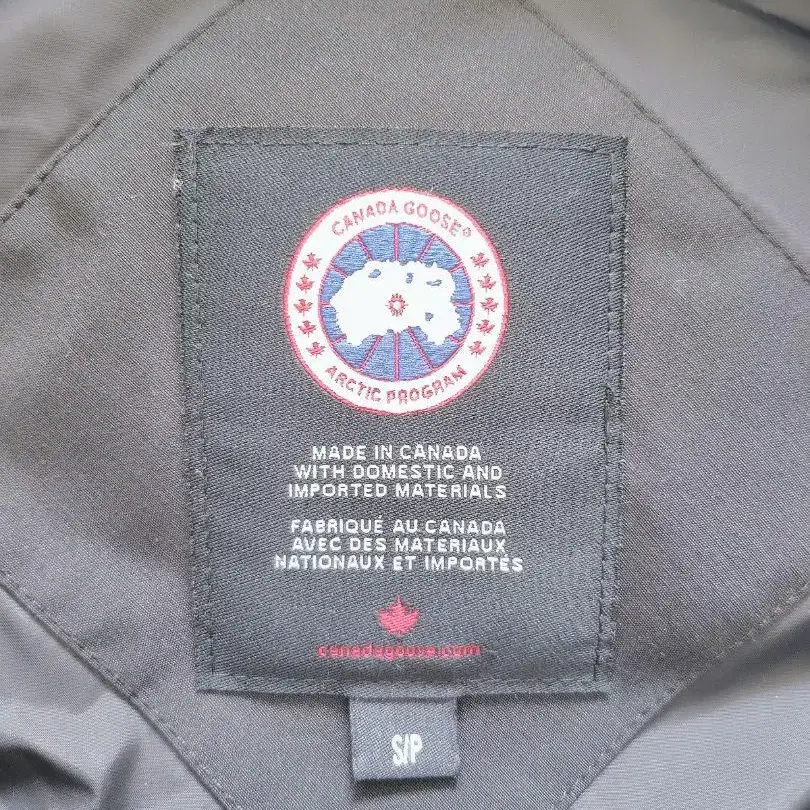 CANADA GOOSE®
ARCTIC PROGRAM
MADE IN CANADA
WITH DOMESTIC AND
IMPORTED MATERIALS
FABRIQUÉ AU CANADA
AVEC DES MATERIAUX
NATIONAUX ET IMPORTÉS
canadagoose.com
S/P